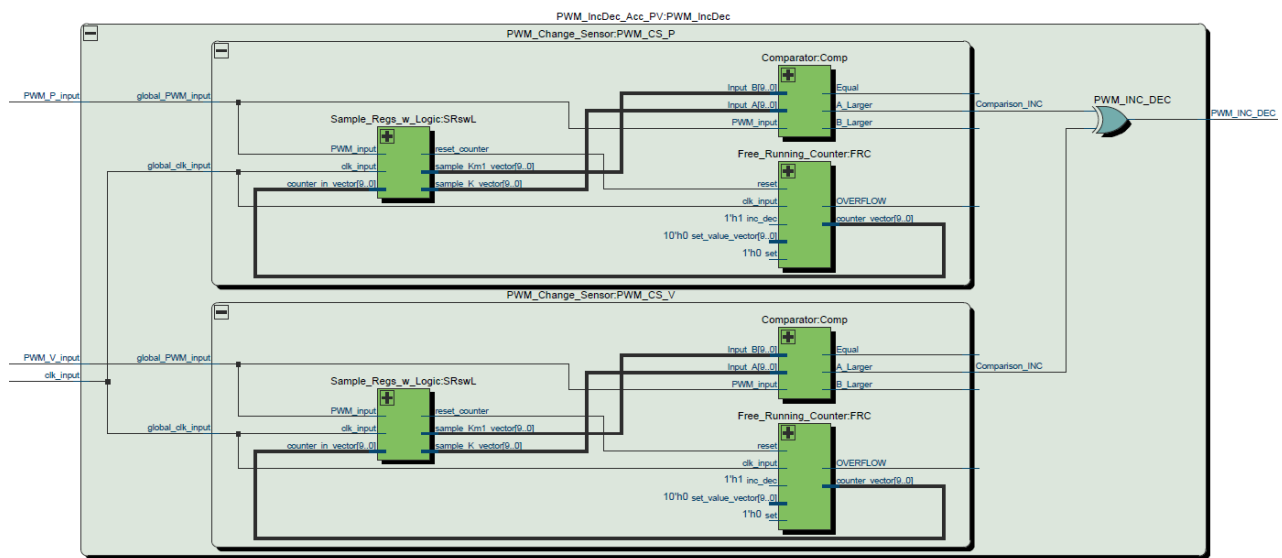 PWM_IncDec_Acc_PV:PWM_IncDec
PWM_Change_Sensor:PWM_CS_P
Comparator:Comp
Input_B[9..0]
Equal
PWM_P_input
global_PWM_input
Input_A[9..0]
A_Larger
Comparison_INC
PWM_INC_DEC
PWM_INC_DEC
Sample_Regs_w_Logic:SRswL
PWM_input
B_Larger
PWM_input
reset_counter
Free_Running_Counter:FRC
global_clk_input
clk_input
sample_Km1_vector[9..0]
counter_in_vector[9..0]
sample_K_vector[9..0]
reset
clk_input
OVERFLOW
1'h1 inc_dec
counter_vector[9..0]
10'h0 set_value_vector[9..0]
1'h0 set
PWM_Change_Sensor:PWM_CS_V
Comparator:Comp
Input_B[9..0]
Equal
PWM_V_input
global_PWM_input
Input_A[9..0]
A_Larger
Comparison_INC
clk_input
Sample_Regs_w_Logic:SRswL
PWM_input
B_Larger
PWM_input
reset_counter
Free_Running_Counter:FRC
global_clk_input
clk_input
sample_Km1_vector[9..0]
counter_in_vector[9..0]
sample_K_vector[9..0]
reset
clk_input
OVERFLOW
1'h1 inc_dec
counter_vector[9..0]
10'h0 set_value_vector[9..0]
1'h0 set